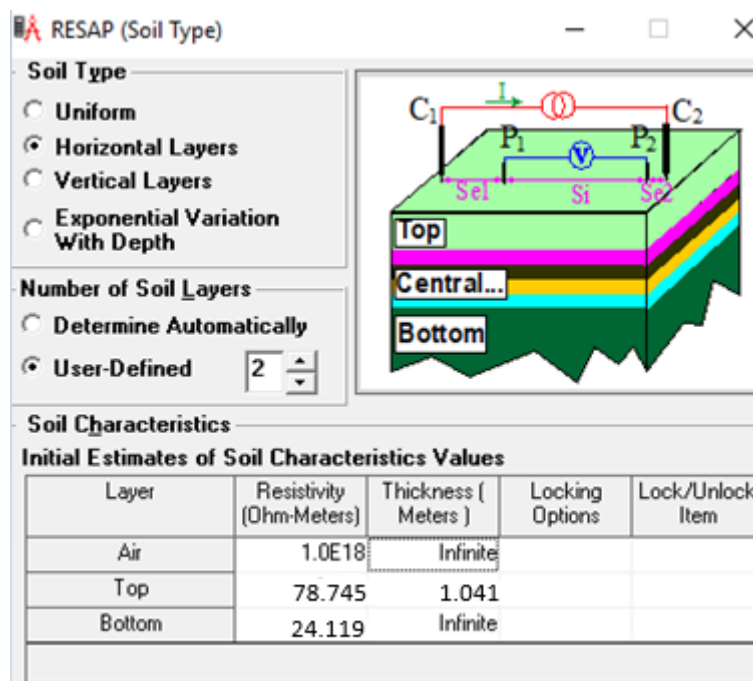 RESAP (Soil Type)
Soil Type
Uniform
Horizontal Layers
Vertical Layers
Exponential Variation
With Depth
Number of Soil Layers
Determine Automatically
User-Defined 2
I
C1 C2
P1 P2
V
Se1 Si Se2
Top
Central...
Bottom
Soil Characteristics
Initial Estimates of Soil Characteristics Values
Layer Resistivity (Ohm-Meters) Thickness ( Meters ) Locking Options Lock/Unlock Item
Air 1.0E18 Infinite
Top 78.745 1.041
Bottom 24.119 Infinite